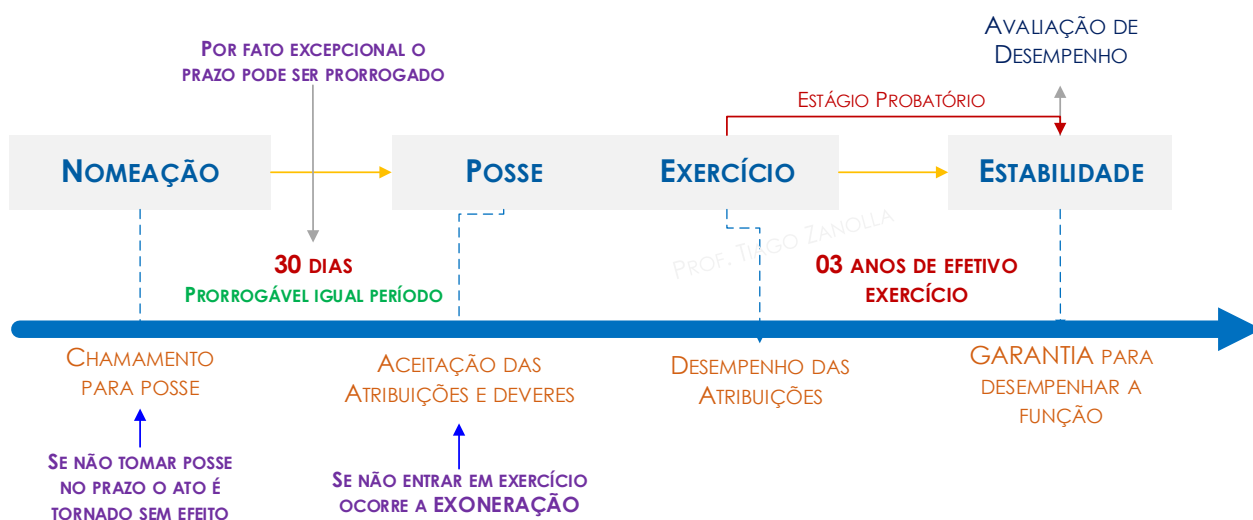 POR FATO EXCEPCIONAL O
PRAZO PODE SER PRORROGADO
AVALIAÇÃO DE
DESEMPENHO
ESTÁGIO PROBATÓRIO
NOMEAÇÃO
POSSE
EXERCÍCIO
ESTABILIDADE
PROF. TIAGO ZANOLLA
30 DIAS
PRORROGÁVEL IGUAL PERÍODO
03 ANOS DE EFETIVO
EXERCÍCIO
CHAMAMENTO
PARA POSSE
ACEITAÇÃO DAS
ATRIBUIÇÕES E DEVERES
DESEMPENHO DAS
ATRIBUIÇÕES
GARANTIA PARA
DESEMPENHAR A
FUNÇÃO
SE NÃO TOMAR POSSE
NO PRAZO O ATO É
TORNADO SEM EFEITO
SE NÃO ENTRAR EM EXERCÍCIO
OCORRE A EXONERAÇÃO